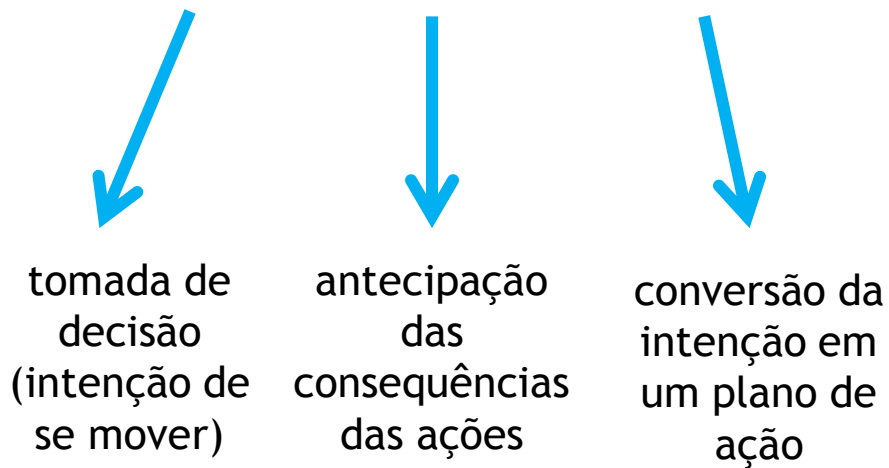 tomada de
decisão
(intenção de
se mover)
antecipação
das
consequências
das ações
conversão da
intenção em
um plano de
ação